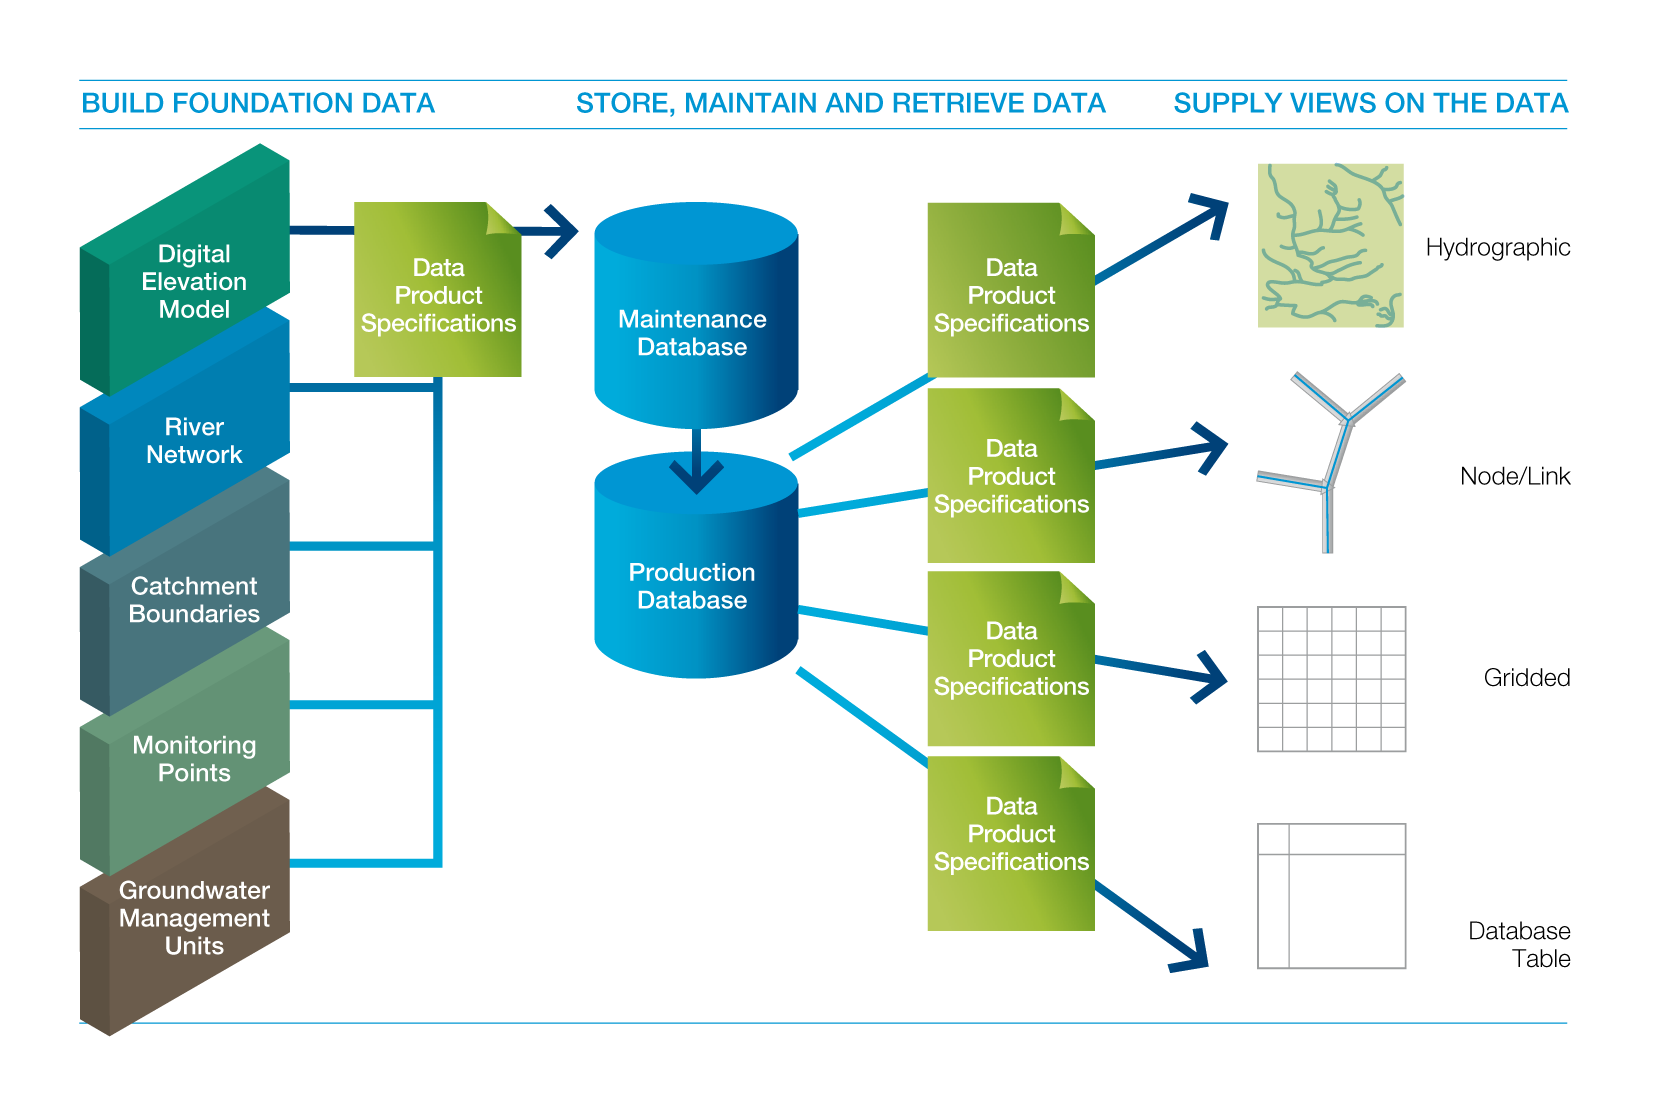 BUILD FOUNDATION DATA
STORE, MAINTAIN AND RETRIEVE DATA
SUPPLY VIEWS ON THE DATA
Digital
Elevation
Model
River
Network
Catchment
Boundaries
Monitoring
Points
Groundwater
Management
Units
Data
Product
Specifications
Maintenance
Database
Production
Database
Data
Product
Specifications
Data
Product
Specifications
Data
Product
Specifications
Data
Product
Specifications
Hydrographic
Node/Link
Gridded
Database
Table